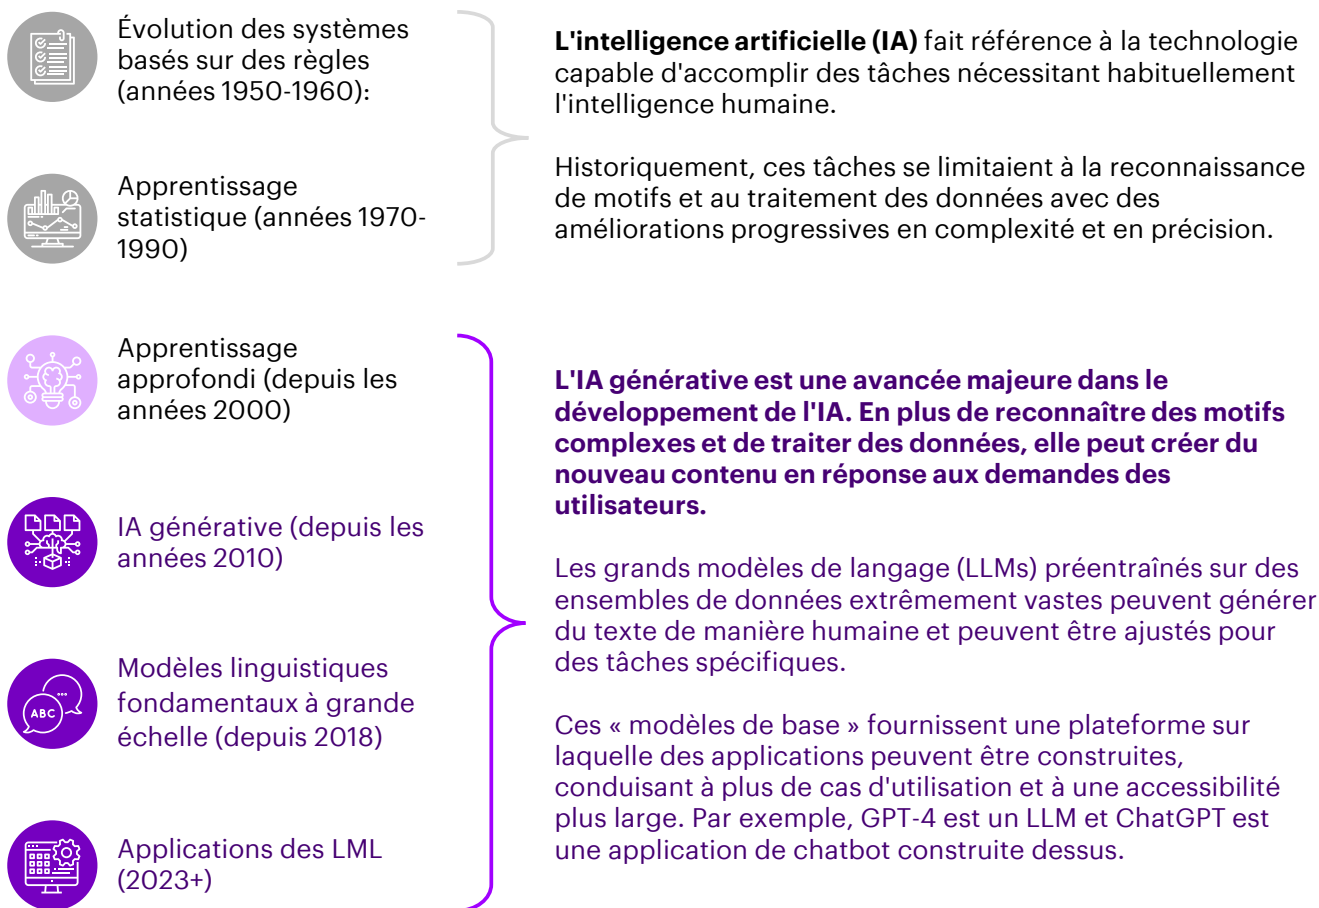 Évolution des systèmes
basés sur des règles
(années 1950-1960):
L'intelligence artificielle (IA) fait référence à la technologie
capable d'accomplir des tâches nécessitant habituellement
l'intelligence humaine.
Historiquement, ces tâches se limitaient à la reconnaissance
de motifs et au traitement des données avec des
améliorations progressives en complexité et en précision.
Apprentissage
statistique (années 1970-
1990)
Apprentissage
approfondi (depuis les
années 2000)
IA générative (depuis les
années 2010)
ABC
Modèles linguistiques
fondamentaux à grande
échelle (depuis 2018)
Applications des LML
(2023+)
L'IA générative est une avancée majeure dans le
développement de l'IA. En plus de reconnaître des motifs
complexes et de traiter des données, elle peut créer du
nouveau contenu en réponse aux demandes des
utilisateurs.
Les grands modèles de langage (LLMs) préentraînés sur des
ensembles de données extrêmement vastes peuvent générer
du texte de manière humaine et peuvent être ajustés pour
des tâches spécifiques.
Ces « modèles de base » fournissent une plateforme sur
laquelle des applications peuvent être construites,
conduisant à plus de cas d'utilisation et à une accessibilité
plus large. Par exemple, GPT-4 est un LLM et ChatGPT est
une application de chatbot construite dessus.